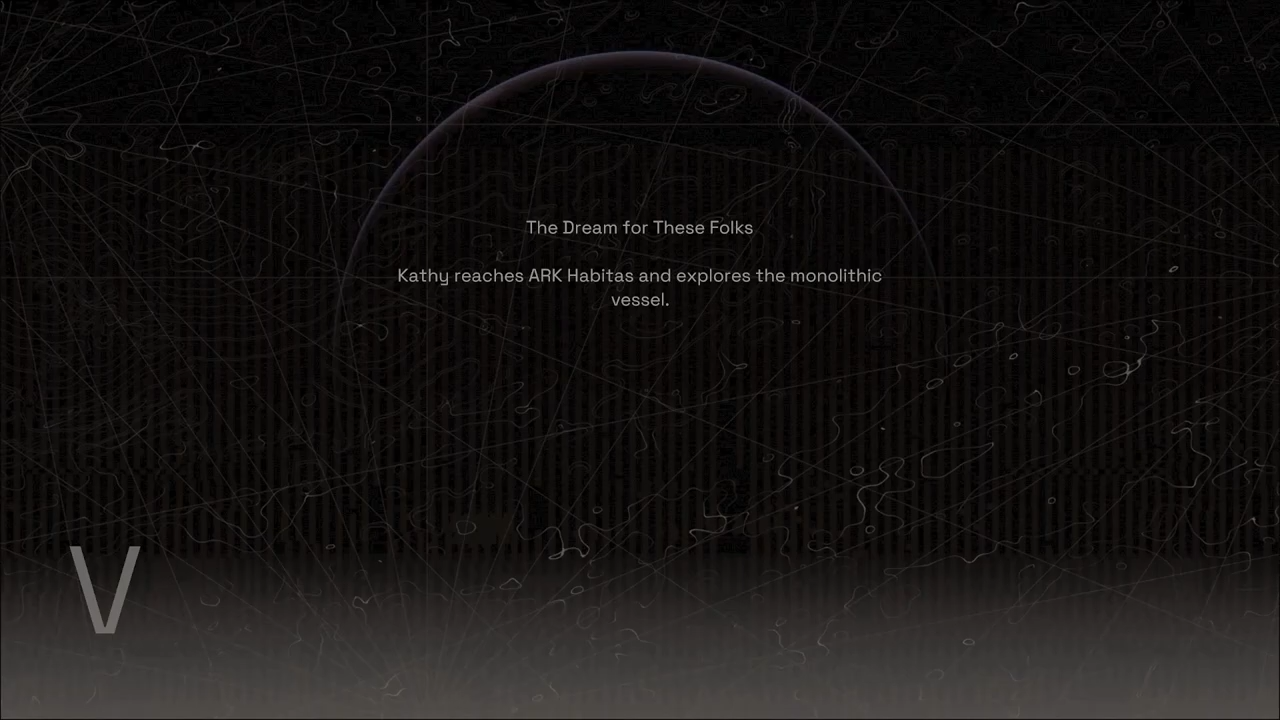 The Dream for These Folks
Kathy reaches ARK Habitas and explores the monolithic
vessel.
V